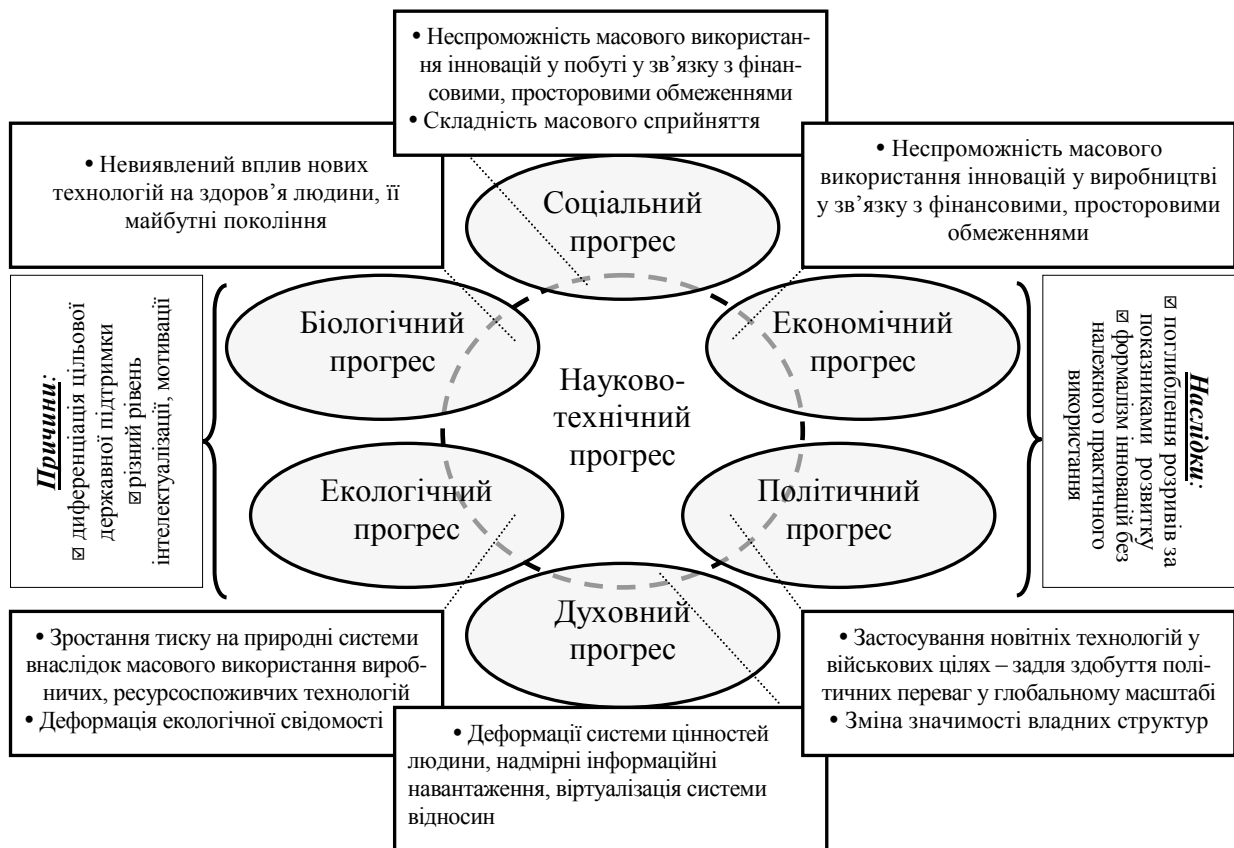 • Неспроможність масового використан-
ня інновацій у побуті у зв’язку з фінан-
совими, просторовими обмеженнями
• Складність масового сприйняття
• Невиявлений вплив нових
технологій на здоров’я людини, її
майбутні покоління
• Неспроможність масового
використання інновацій у виробництві
у зв’язку з фінансовими, просторовими
обмеженнями
Соціальний
прогрес
Біологічний
прогрес
Економічний
прогрес
Науково-
технічний
прогрес
Екологічний
прогрес
Політичний
прогрес
Духовний
прогрес
Причини:
☑ диференціація цільової
державної підтримки
☑ різний рівень
інтелектуалізації, мотивації
Наслідки:
☑ поглиблення розривів за
показниками розвитку
☑ формалізм інновацій без
належного практичного
використання
• Зростання тиску на природні системи
внаслідок масового використання вироб-
ничих, ресурсоспоживчих технологій
• Деформація екологічної свідомості
• Деформації системи цінностей
людини, надмірні інформаційні
навантаження, віртуалізація системи
відносин
• Застосування новітніх технологій у
військових цілях – задля здобуття полі-
тичних переваг у глобальному масштабі
• Зміна значимості владних структур